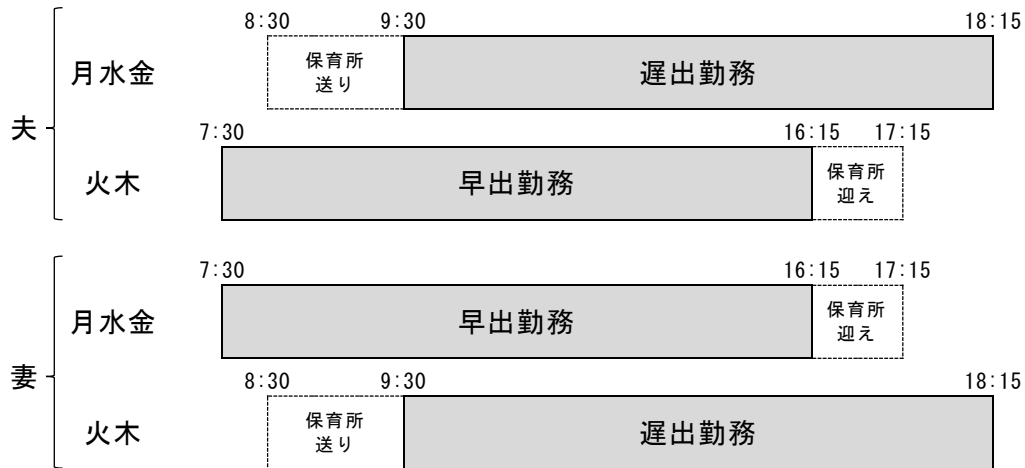 8:30 9:30 18:15
月水金
保育所
送り
遅出勤務
夫
7:30 16:15 17:15
火木
早出勤務
保育所
迎え
7:30 16:15 17:15
月水金
早出勤務
保育所
迎え
妻
8:30 9:30 18:15
火木
保育所
送り
遅出勤務